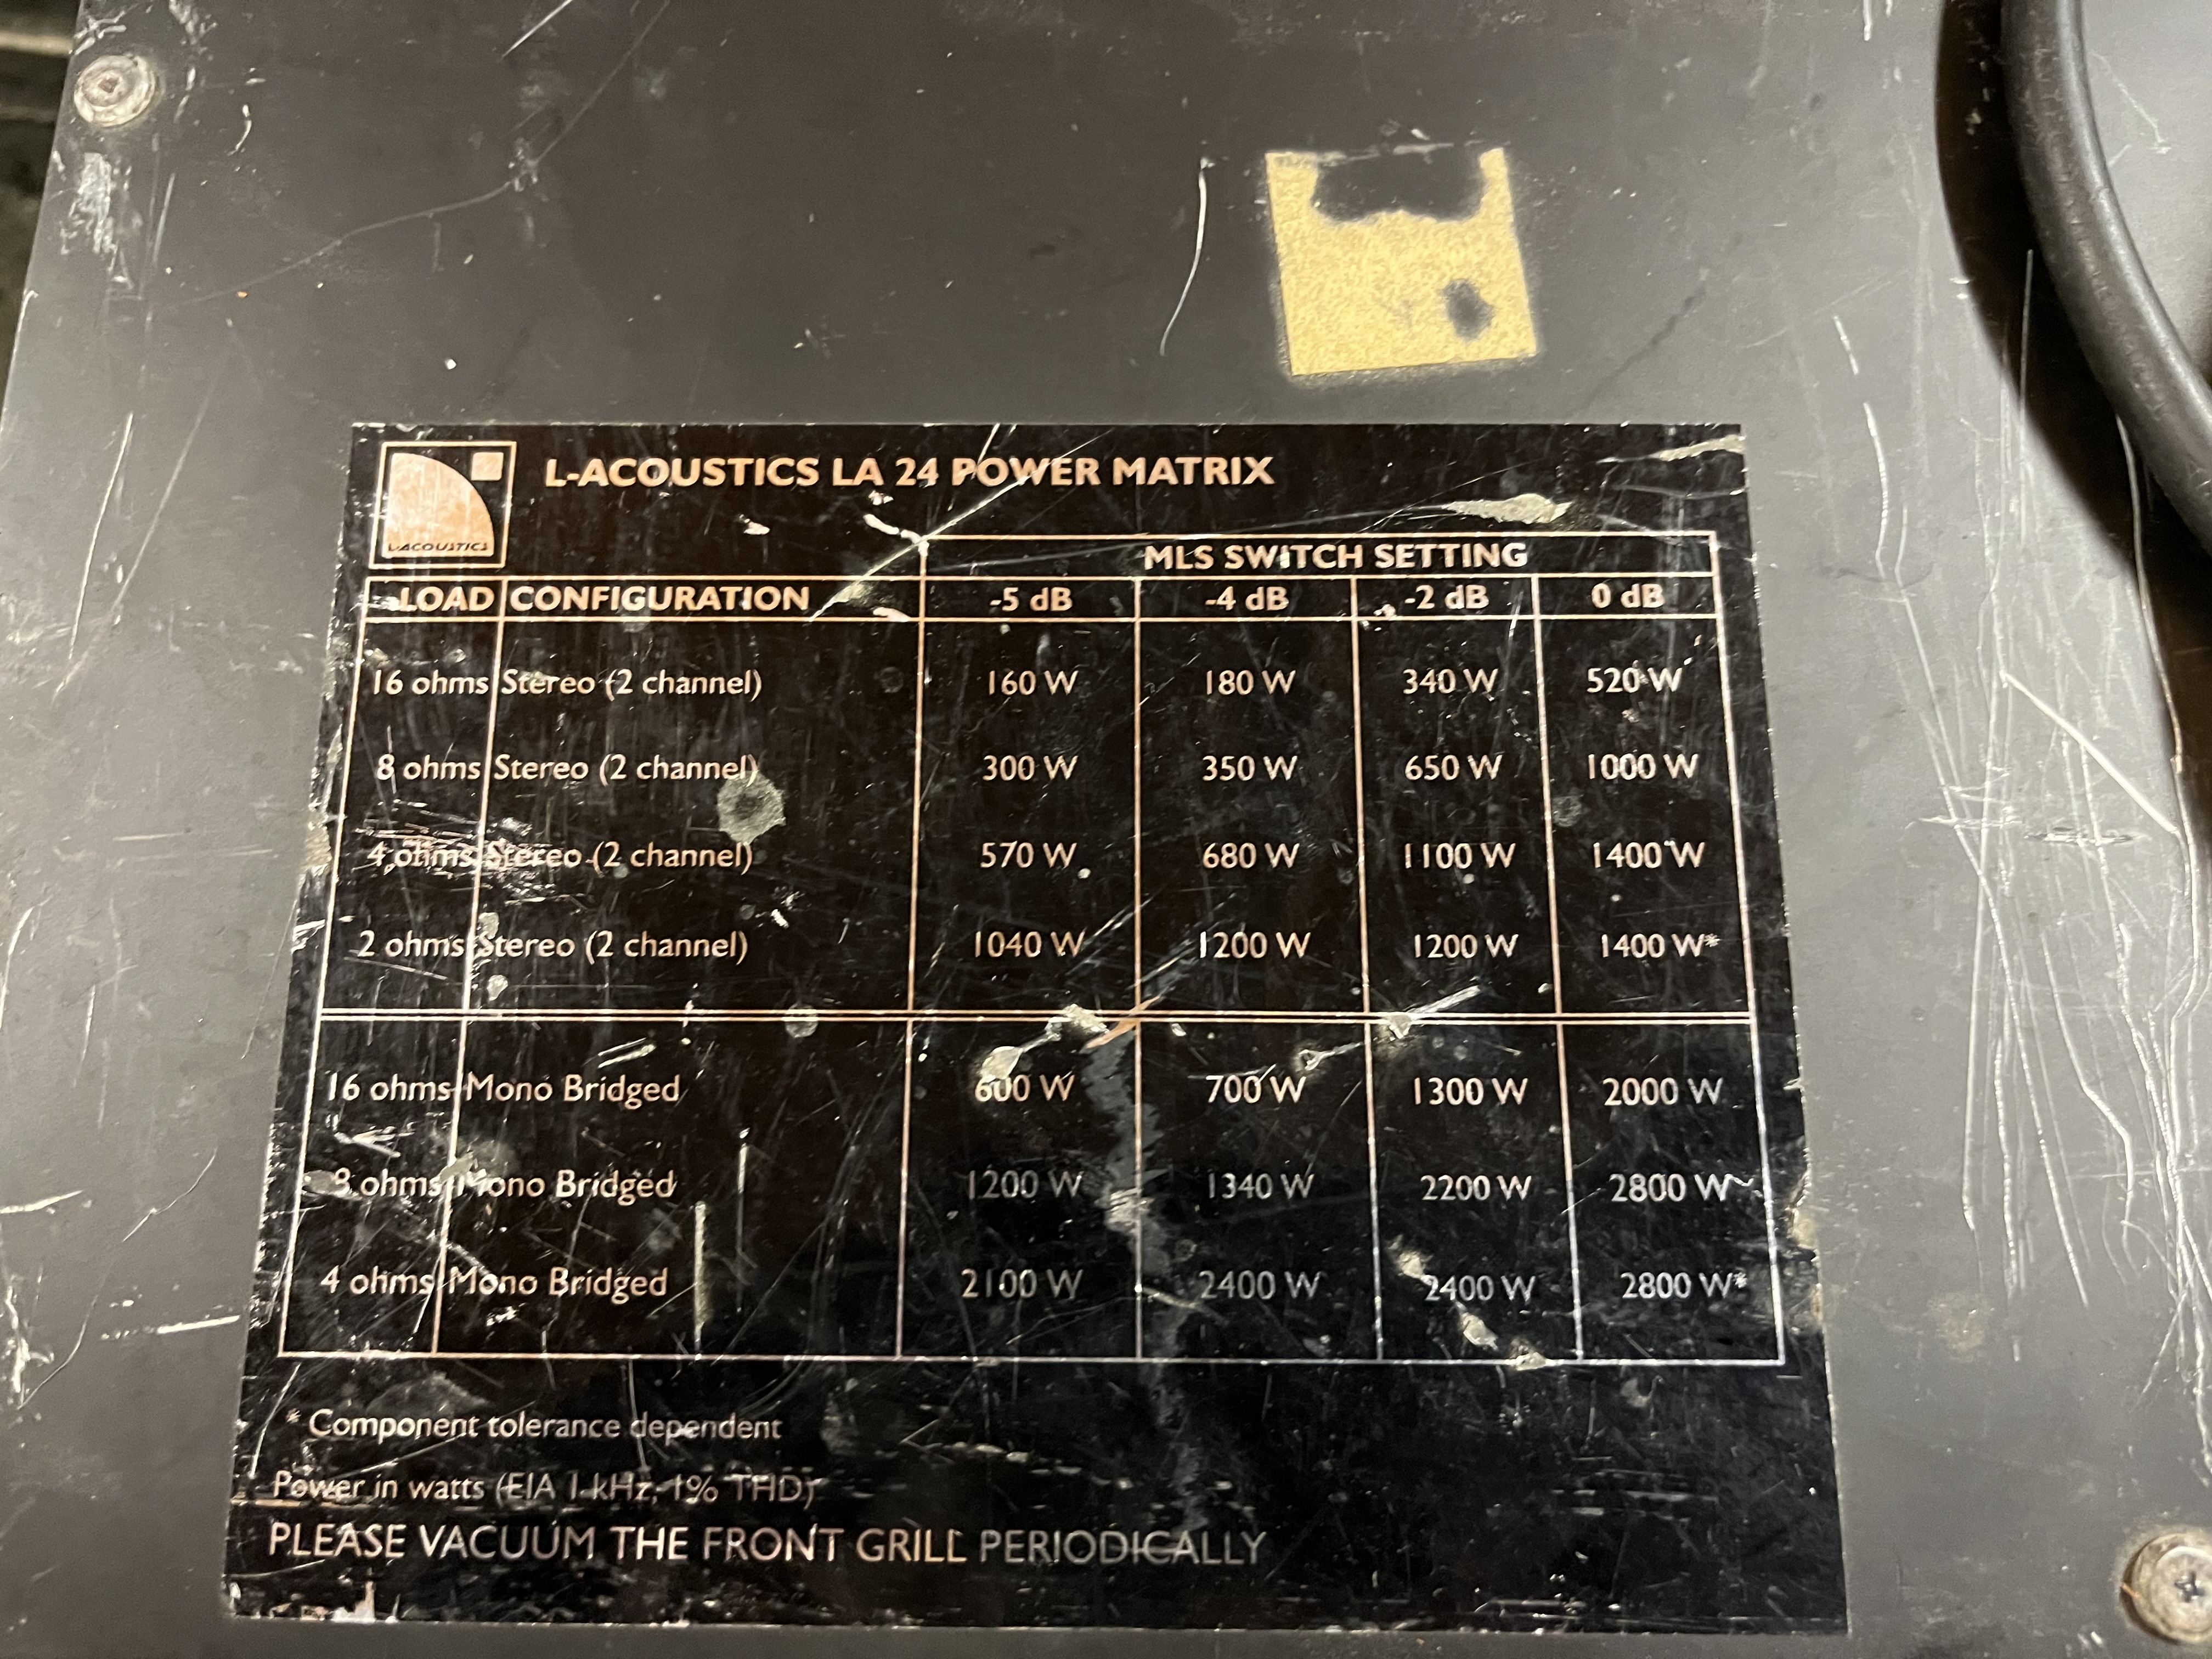 L-ACOUSTICS LA 24 POWER MATRIX
L-ACOUSTICS
MLS SWITCH SETTING
LOAD CONFIGURATION -5 dB -4 dB -2 dB 0 dB
16 ohms Stereo (2 channel) 160 W 180 W 340 W 520 W
8 ohms Stereo (2 channel) 300 W 350 W 650 W 1000 W
4 ohms Stereo (2 channel) 570 W 680 W 1100 W 1400 W
2 ohms Stereo (2 channel) 1040 W 1200 W 1200 W 1400 W*
16 ohms Mono Bridged 600 W 700 W 1300 W 2000 W
8 ohms Mono Bridged 1200 W 1340 W 2200 W 2800 W
4 ohms Mono Bridged 2100 W 2400 W 2400 W 2800 W*
* Component tolerance dependent
Power in watts (EIA 1 kHz, 1% THD)
PLEASE VACUUM THE FRONT GRILL PERIODICALLY